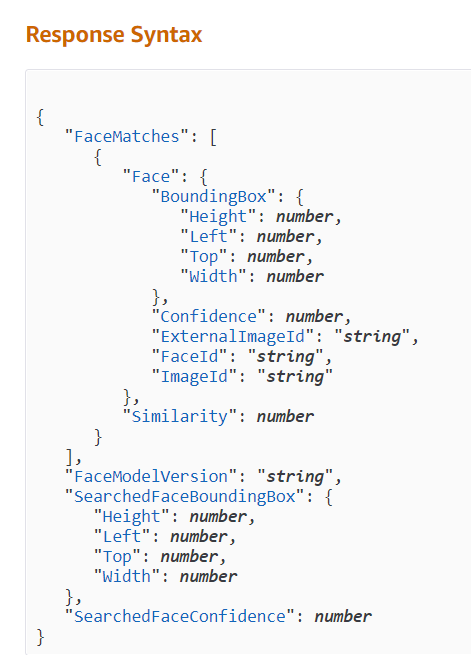 Response Syntax
{
"FaceMatches": [
{
"Face": {
"BoundingBox": {
"Height": number,
"Left": number,
"Top": number,
"Width": number
},
"Confidence": number,
"ExternalImageId": "string",
"FaceId": "string",
"ImageId": "string"
},
"Similarity": number
}
],
"FaceModelVersion": "string",
"SearchedFaceBoundingBox": {
"Height": number,
"Left": number,
"Top": number,
"Width": number
},
"SearchedFaceConfidence": number
}